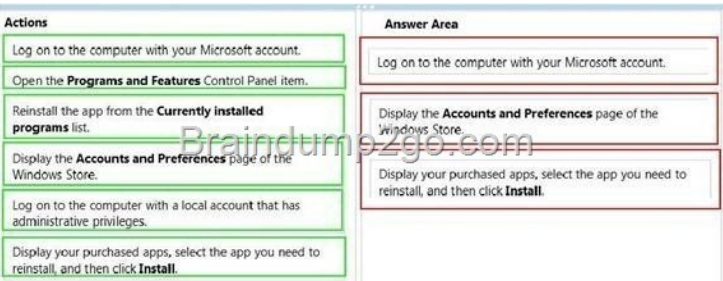 Actions
Log on to the computer with your Microsoft account.
Open the Programs and Features Control Panel item.
Reinstall the app from the Currently installed
programs list.
Display the Accounts and Preferences page of the
Windows Store.
Log on to the computer with a local account that has
administrative privileges.
Display your purchased apps, select the app you need to
reinstall, and then click Install.
Answer Area
Log on to the computer with your Microsoft account.
Display the Accounts and Preferences page of the
Windows Store.
Display your purchased apps, select the app you need to
reinstall, and then click Install.
Braindump2go.com